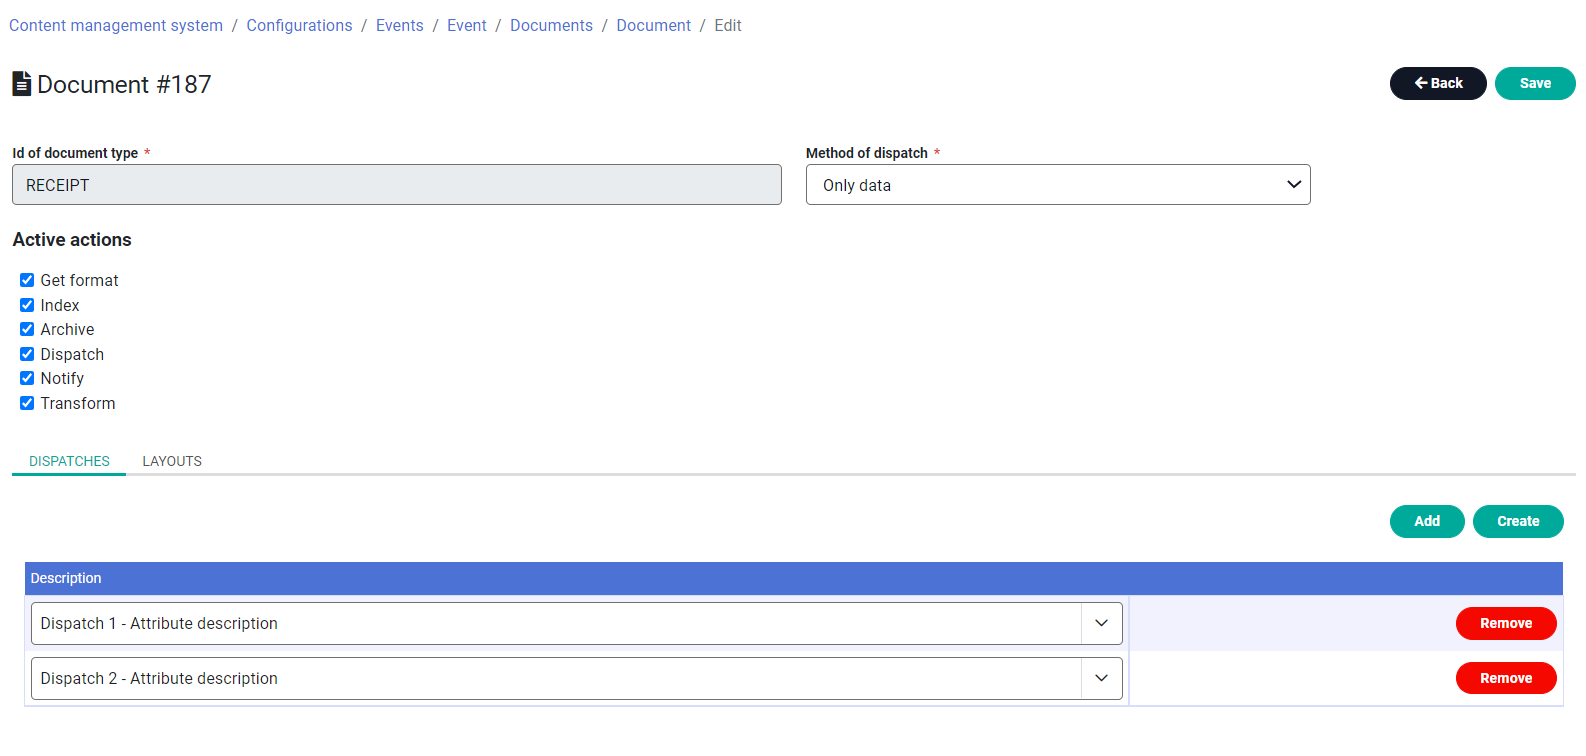 Content management system / Configurations / Events / Event / Documents / Document / Edit
Document #187
Back
Save
Id of document type *
Method of dispatch *
RECEIPT
Only data
Active actions
Get format
Index
Archive
Dispatch
Notify
Transform
DISPATCHES
LAYOUTS
Add
Create
Description
Dispatch 1 - Attribute description
Remove
Dispatch 2 - Attribute description
Remove